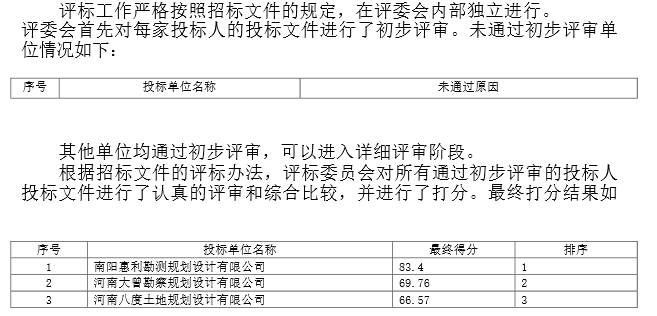 评标工作严格按照招标文件的规定，在评委会内部独立进行。
评委会首先对每家投标人的投标文件进行了初步评审。未通过初步评审单
位情况如下：
序号 投标单位名称 未通过原因
其他单位均通过初步评审，可以进入详细评审阶段。
根据招标文件的评标办法，评标委员会对所有通过初步评审的投标人
投标文件进行了认真的评审和综合比较，并进行了打分。最终打分结果如
序号 投标单位名称 最终得分 排序
1 南阳惠利勘测规划设计有限公司 83.4 1
2 河南大曾勘察规划设计有限公司 69.76 2
3 河南八度土地规划设计有限公司 66.57 3